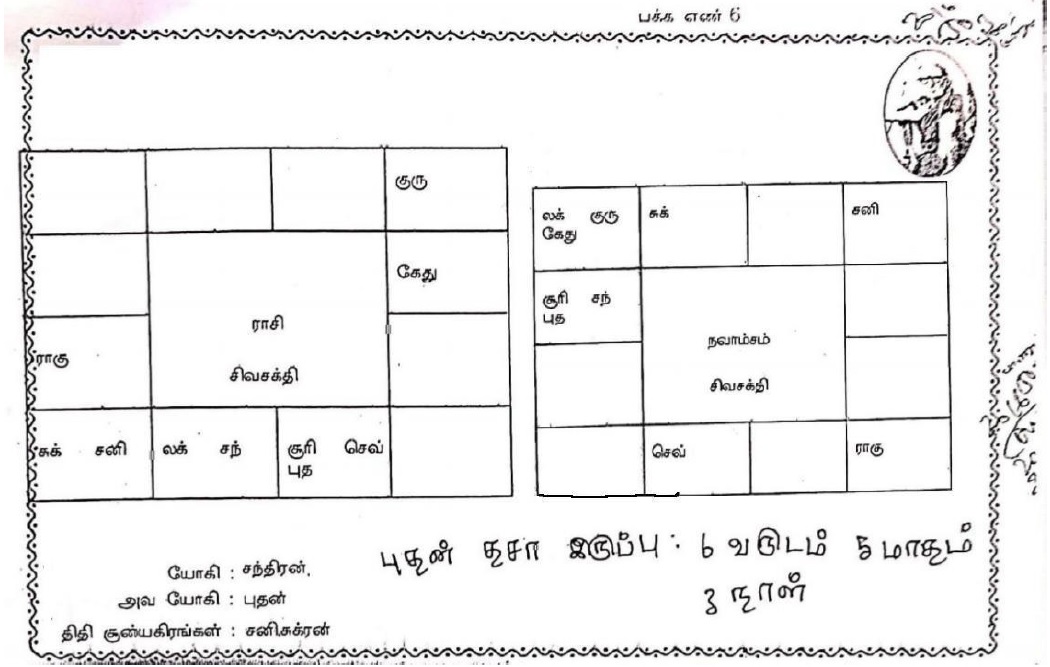 பக்க எண் 6
குரு
கேது
ராசி
சிவசக்தி
ராகு
சுக் சனி
லக் சந்
சூரி செவ்
புத
லக் குரு
கேது
சுக்
சனி
சூரி சந்
புத
நவாம்சம்
சிவசக்தி
செவ்
ராகு
யோகி : சந்திரன்.
அவ யோகி : புதன்
திதி சூன்யகிரங்கள் : சனிசுக்ரன்
புதன் தசா இருப்பு : 6 வருடம் 5 மாதம்
3 நாள்